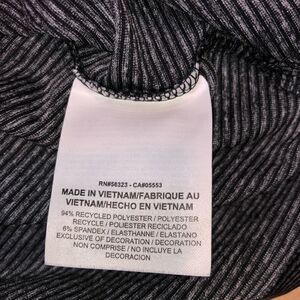 RN#56323 - CA#05553
MADE IN VIETNAM/FABRIQUE AU
VIETNAM/HECHO EN VIETNAM
94% RECYCLED POLYESTER / POLYESTER
RECYCLE / POLIESTER RECICLADO
6% SPANDEX / ELASTHANNE / ELASTANO
EXCLUSIVE OF DECORATION / DECORATION
NON COMPRISE / NO INCLUYE LA
DECORACION